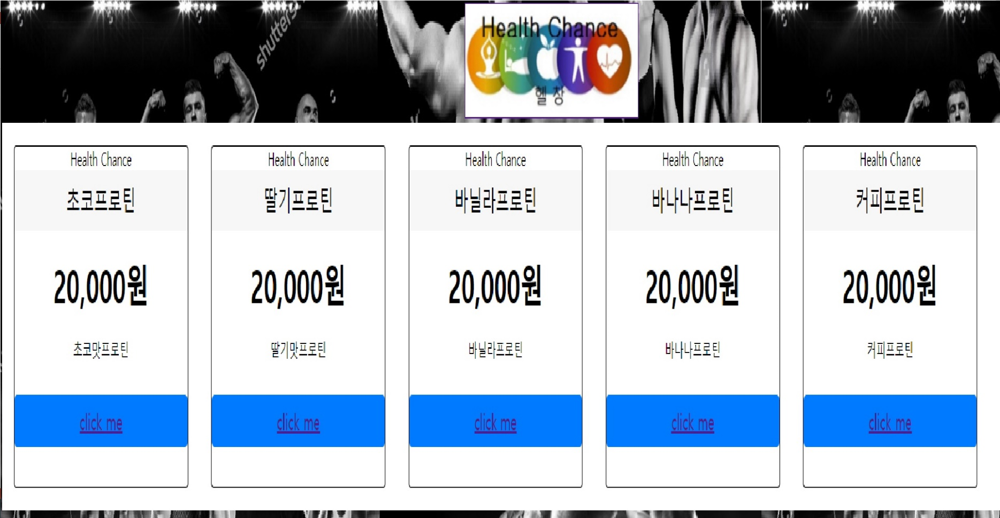 shutters
Health Chance
헬 창
Health Chance
초코프로틴
20,000원
초코맛프로틴
click me
Health Chance
딸기프로틴
20,000원
딸기맛프로틴
click me
Health Chance
바닐라프로틴
20,000원
바닐라프로틴
click me
Health Chance
바나나프로틴
20,000원
바나나프로틴
click me
Health Chance
커피프로틴
20,000원
커피프로틴
click me